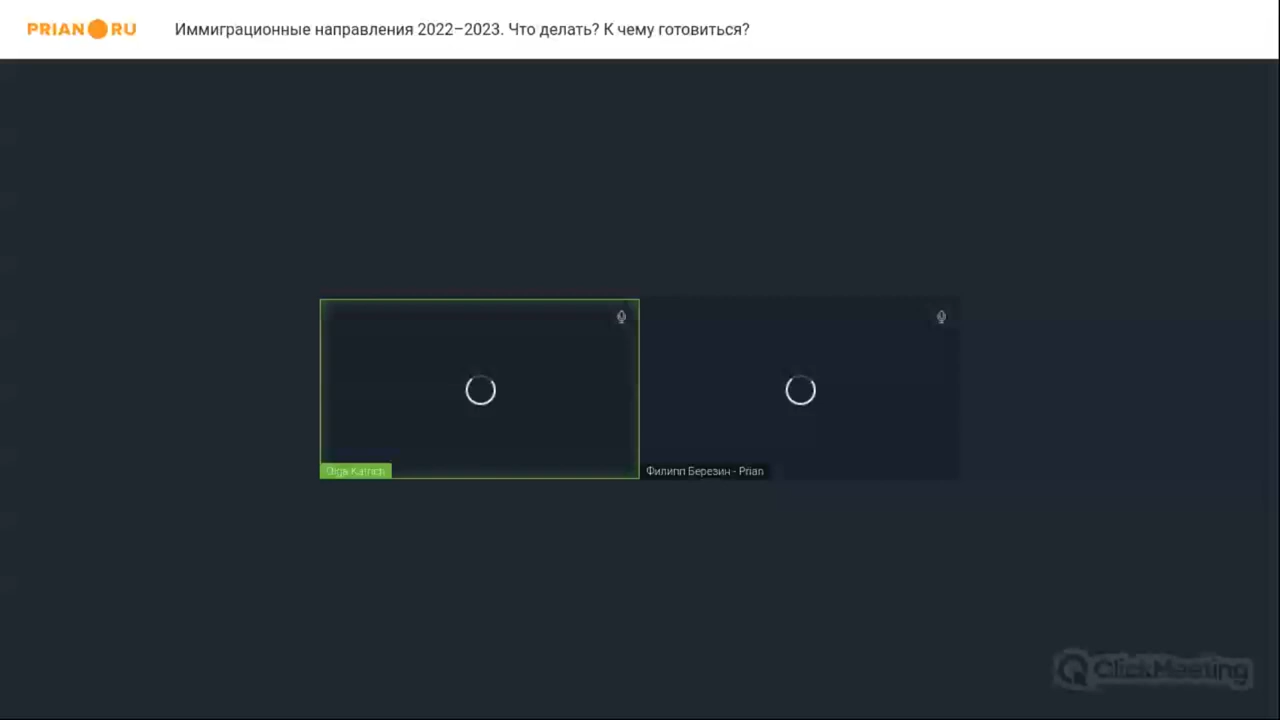 PRIAN RU
Иммиграционные направления 2022–2023. Что делать? К чему готовиться?
Olga Katrich
Филипп Березин - Prian
ClickMeeting